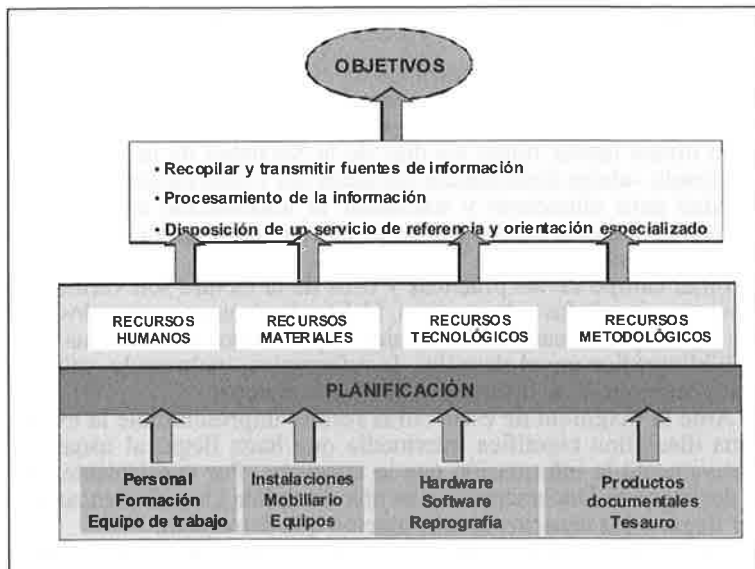 OBJETIVOS
• Recopilar y transmitir fuentes de información
• Procesamiento de la información
• Disposición de un servicio de referencia y orientación especializado
RECURSOS
HUMANOS
RECURSOS
MATERIALES
RECURSOS
TECNOLÓGICOS
RECURSOS
METODOLÓGICOS
PLANIFICACIÓN
Personal
Formación
Equipo de trabajo
Instalaciones
Mobiliario
Equipos
Hardware
Software
Reprografía
Productos
documentales
Tesauro